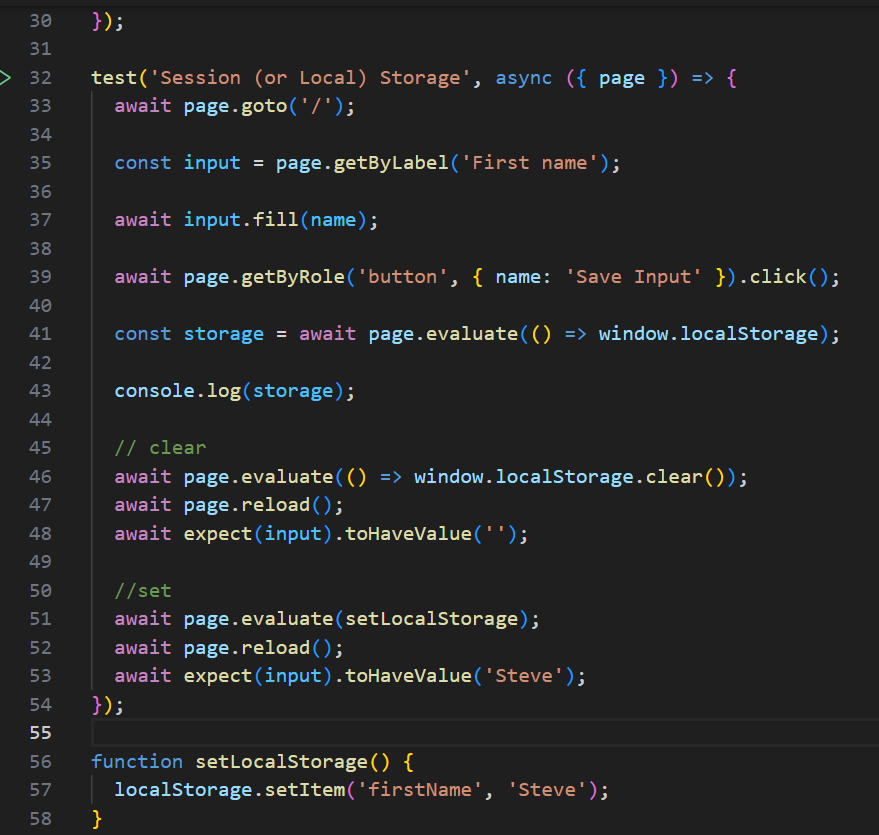 30 });
31
32 test('Session (or Local) Storage', async ({ page }) => {
33 await page.goto('/');
34
35 const input = page.getByLabel('First name');
36
37 await input.fill(name);
38
39 await page.getByRole('button', { name: 'Save Input' }).click();
40
41 const storage = await page.evaluate(() => window.localStorage);
42
43 console.log(storage);
44
45 // clear
46 await page.evaluate(() => window.localStorage.clear());
47 await page.reload();
48 await expect(input).toHaveValue('');
49
50 //set
51 await page.evaluate(setLocalStorage);
52 await page.reload();
53 await expect(input).toHaveValue('Steve');
54 });
55
56 function setLocalStorage() {
57 localStorage.setItem('firstName', 'Steve');
58 }